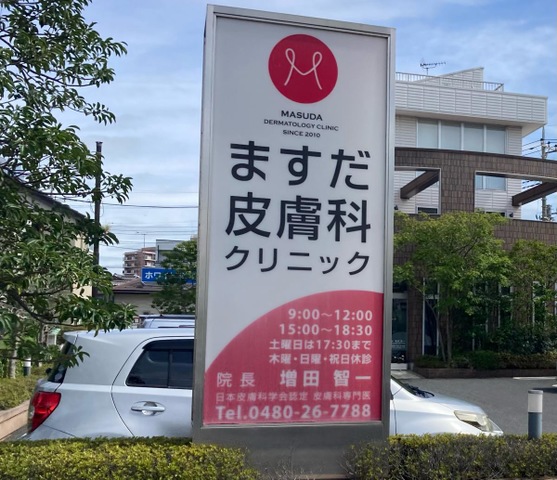 M
MASUDA
DERMATOLOGY CLINIC
SINCE 2010
ますだ
皮膚科
クリニック
9:00〜12:00
15:00〜18:30
土曜日は17:30まで
木曜・日曜・祝日休診
院長 増田 智一
日本皮膚科学会認定 皮膚科専門医
Tel.0480-26-7788
ホワイ